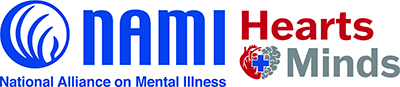 NAMI
National Alliance on Mental Illness
Hearts
Minds